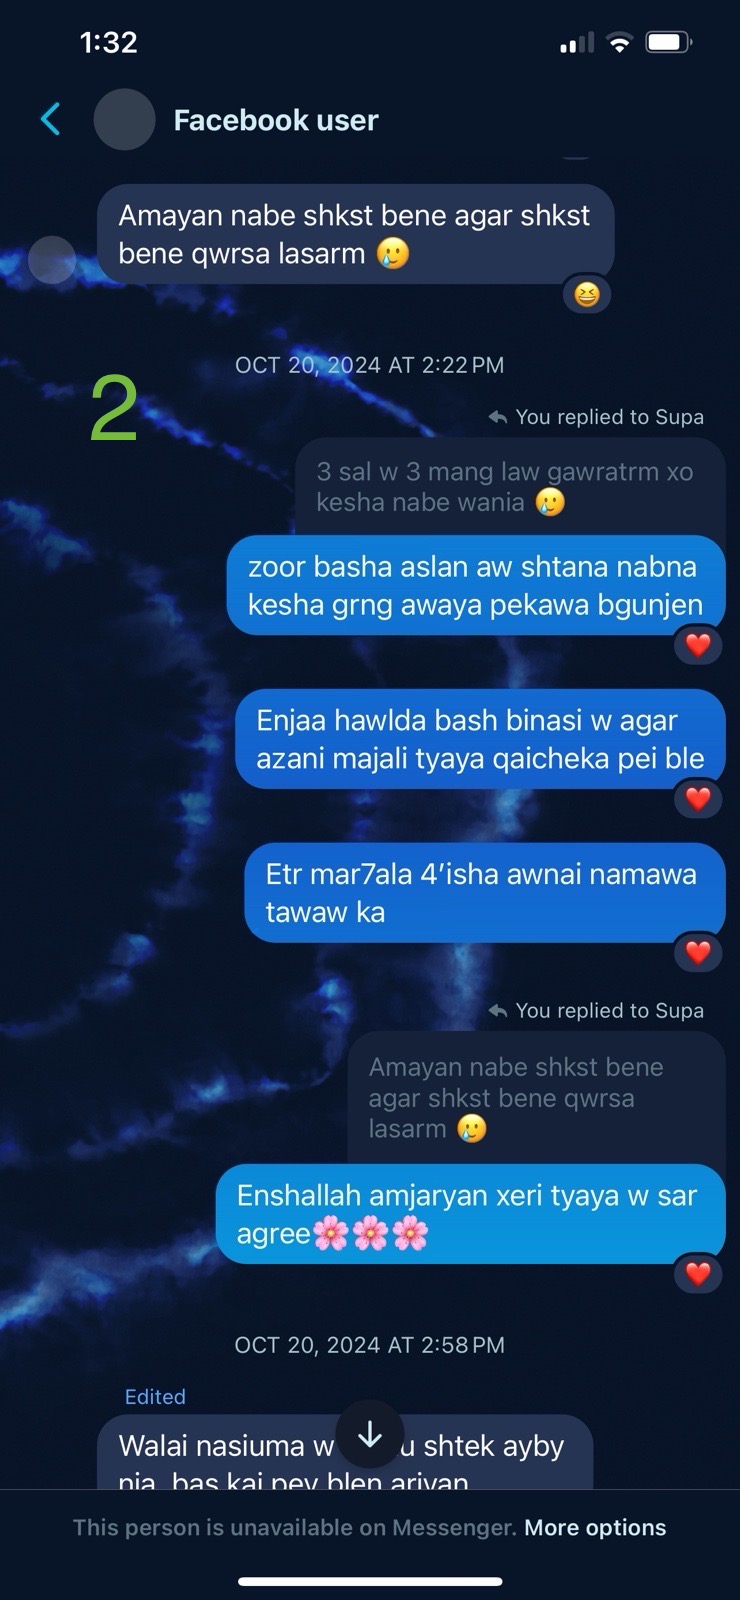 1:32
Facebook user
Amayan nabe shkst bene agar shkst
bene qwrsa lasarm 🥲
OCT 20, 2024 AT 2:22 PM
2
You replied to Supa
3 sal w 3 mang law gawratrm xo
kesha nabe wania 🥲
zoor basha aslan aw shtana nabna
kesha grng awaya pekawa bgunjen
Enjaa hawlda bash binasi w agar
azani majali tyaya qaicheka pei ble
Etr mar7ala 4'isha awnai namawa
tawaw ka
You replied to Supa
Amayan nabe shkst bene
agar shkst bene qwrsa
lasarm 🥲
Enshallah amjaryan xeri tyaya w sar
agree🌸🌸🌸
OCT 20, 2024 AT 2:58 PM
Edited
Walai nasiuma w shtek ayby
nia, bas kai pey blen ariyan
This person is unavailable on Messenger. More options